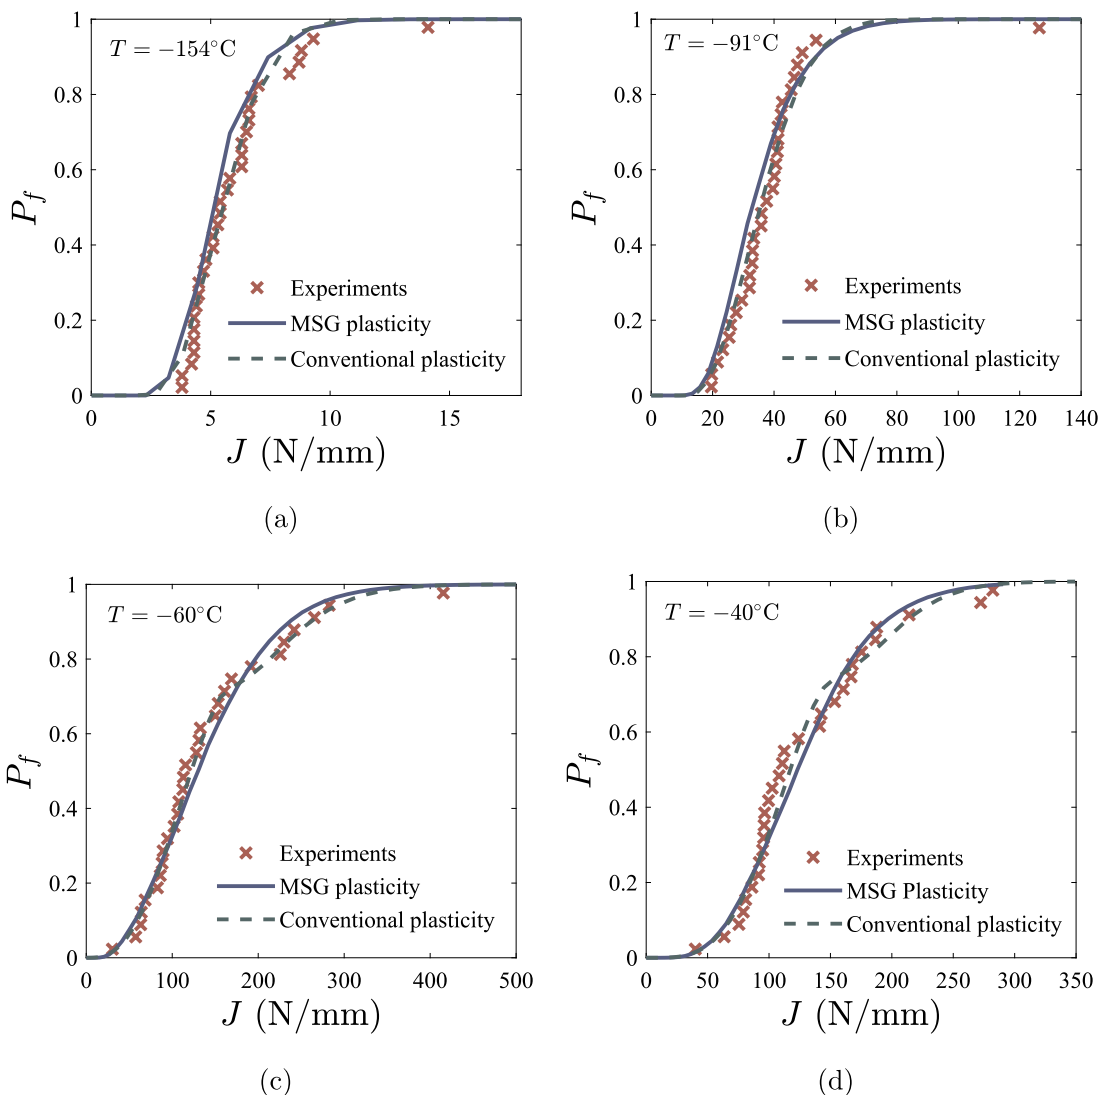 (a)
T = −154°C
1
0.8
0.6
0.4
0.2
0
P_f
Experiments
MSG plasticity
Conventional plasticity
0 5 10 15
J (N/mm)
(b)
T = −91°C
1
0.8
0.6
0.4
0.2
0
P_f
Experiments
MSG plasticity
Conventional plasticity
0 20 40 60 80 100 120 140
J (N/mm)
(c)
T = −60°C
1
0.8
0.6
0.4
0.2
0
P_f
Experiments
MSG plasticity
Conventional plasticity
0 100 200 300 400 500
J (N/mm)
(d)
T = −40°C
1
0.8
0.6
0.4
0.2
0
P_f
Experiments
MSG Plasticity
Conventional plasticity
0 50 100 150 200 250 300 350
J (N/mm)